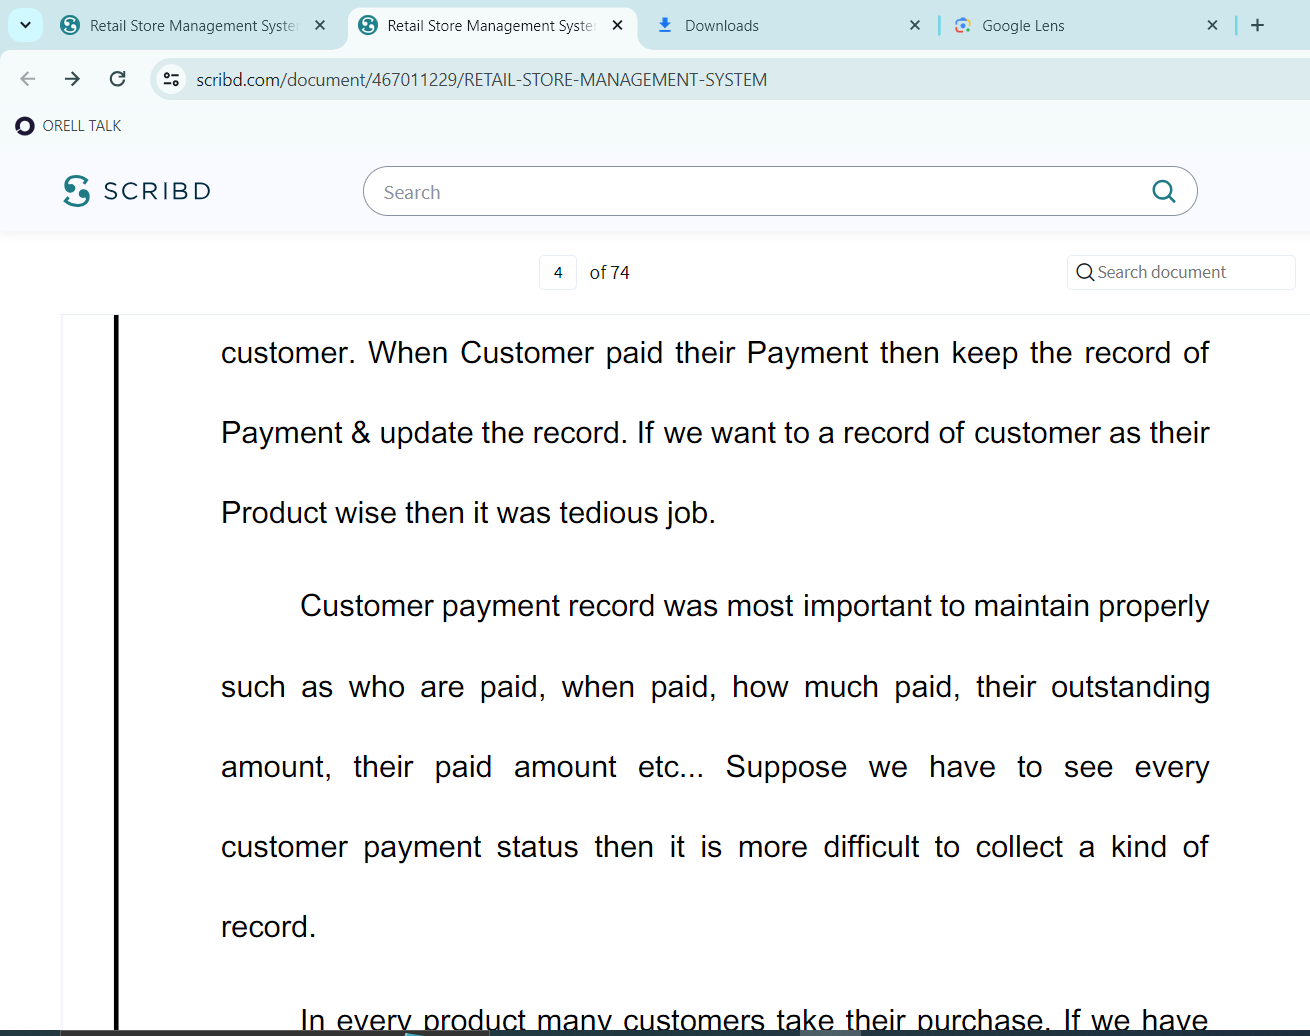 Retail Store Management Syster
Retail Store Management Syster
Downloads
Google Lens
scribd.com/document/467011229/RETAIL-STORE-MANAGEMENT-SYSTEM
ORELL TALK
SCRIBD
Search
4 of 74
Search document
customer. When Customer paid their Payment then keep the record of
Payment & update the record. If we want to a record of customer as their
Product wise then it was tedious job.
Customer payment record was most important to maintain properly
such as who are paid, when paid, how much paid, their outstanding
amount, their paid amount etc... Suppose we have to see every
customer payment status then it is more difficult to collect a kind of
record.
In every product many customers take their purchase. If we have